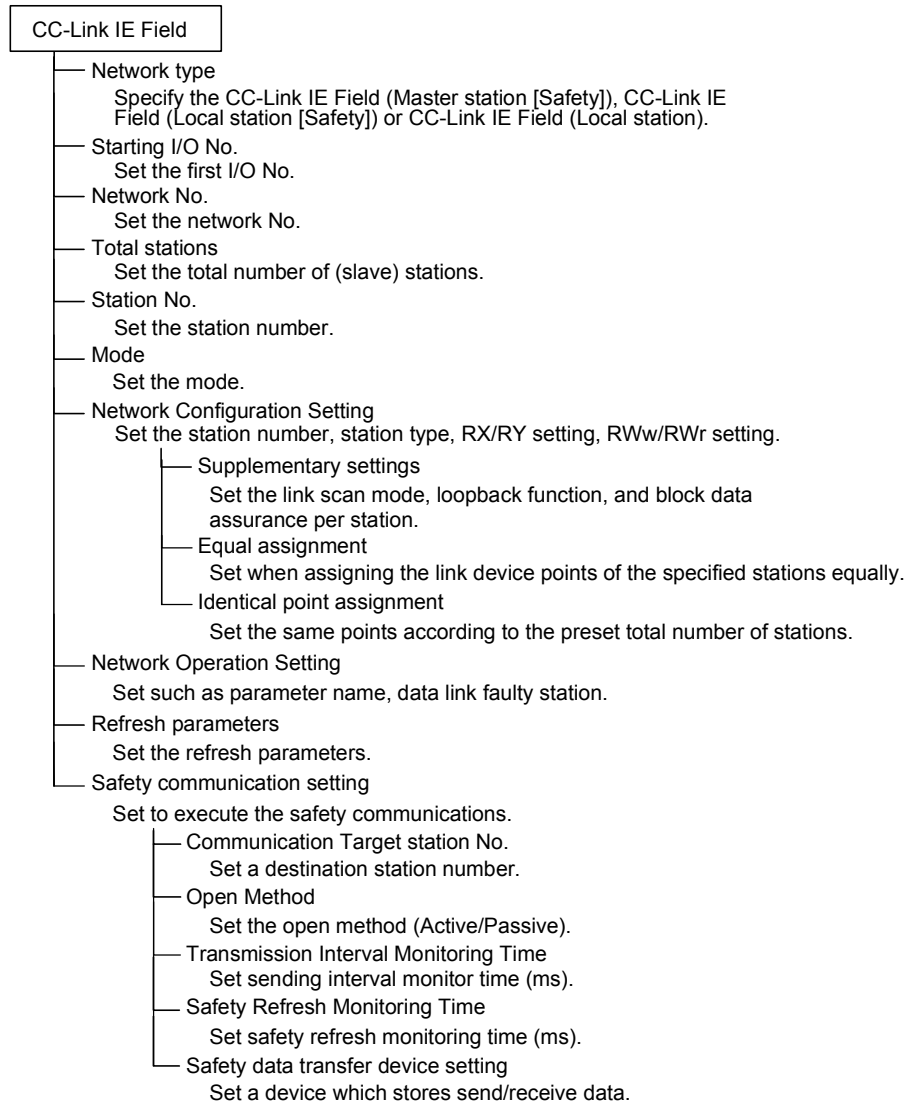 CC-Link IE Field
Network type
Specify the CC-Link IE Field (Master station [Safety]), CC-Link IE
Field (Local station [Safety]) or CC-Link IE Field (Local station).
Starting I/O No.
Set the first I/O No.
Network No.
Set the network No.
Total stations
Set the total number of (slave) stations.
Station No.
Set the station number.
Mode
Set the mode.
Network Configuration Setting
Set the station number, station type, RX/RY setting, RWw/RWr setting.
Supplementary settings
Set the link scan mode, loopback function, and block data
assurance per station.
Equal assignment
Set when assigning the link device points of the specified stations equally.
Identical point assignment
Set the same points according to the preset total number of stations.
Network Operation Setting
Set such as parameter name, data link faulty station.
Refresh parameters
Set the refresh parameters.
Safety communication setting
Set to execute the safety communications.
Communication Target station No.
Set a destination station number.
Open Method
Set the open method (Active/Passive).
Transmission Interval Monitoring Time
Set sending interval monitor time (ms).
Safety Refresh Monitoring Time
Set safety refresh monitoring time (ms).
Safety data transfer device setting
Set a device which stores send/receive data.